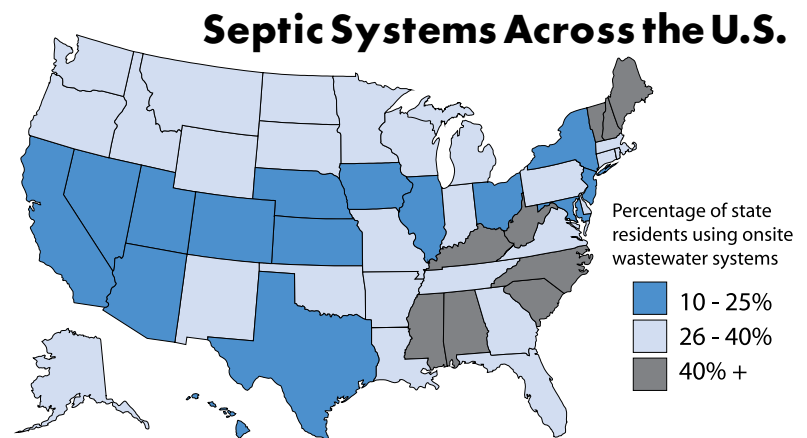 Septic Systems Across the U.S.
Percentage of state
residents using onsite
wastewater systems
10 - 25%
26 - 40%
40% +